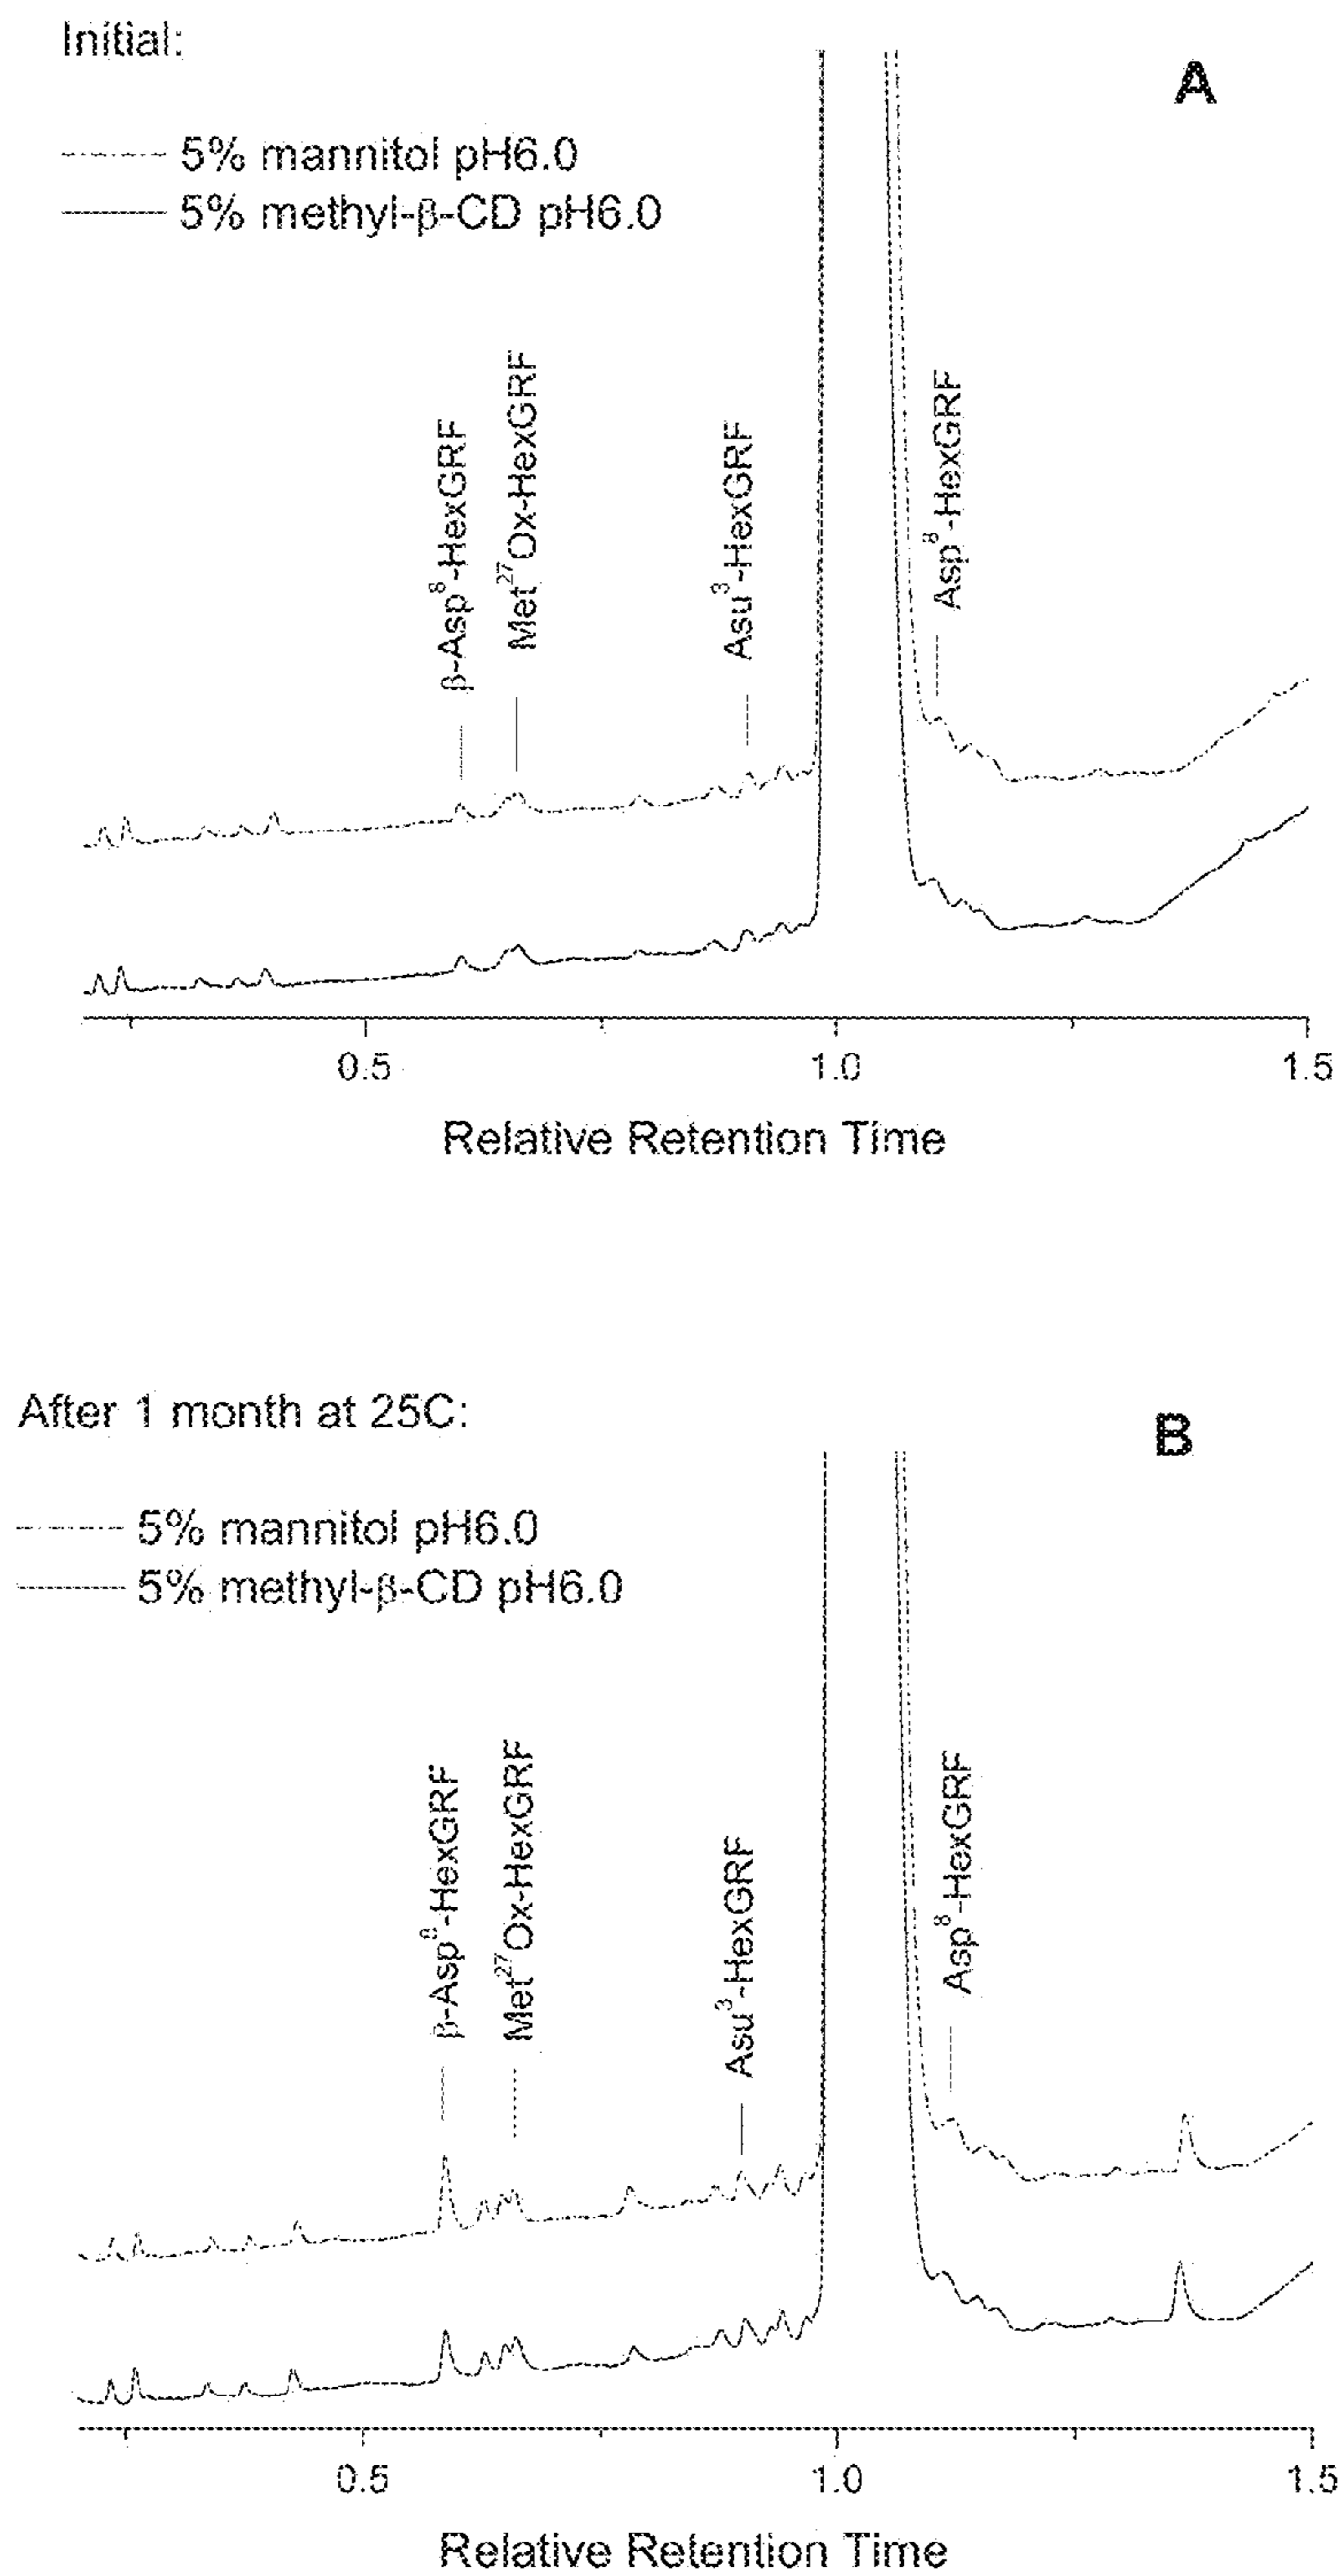 Initial:
A
5% mannitol pH6.0
5% methyl-β-CD pH6.0
β-Asp⁸-HexGRF
Met²⁷Ox-HexGRF
Asu³-HexGRF
Asp⁸-HexGRF
0.5 1.0 1.5
Relative Retention Time
After 1 month at 25C:
B
5% mannitol pH6.0
5% methyl-β-CD pH6.0
β-Asp⁸-HexGRF
Met²⁷Ox-HexGRF
Asu³-HexGRF
Asp⁸-HexGRF
0.5 1.0 1.5
Relative Retention Time